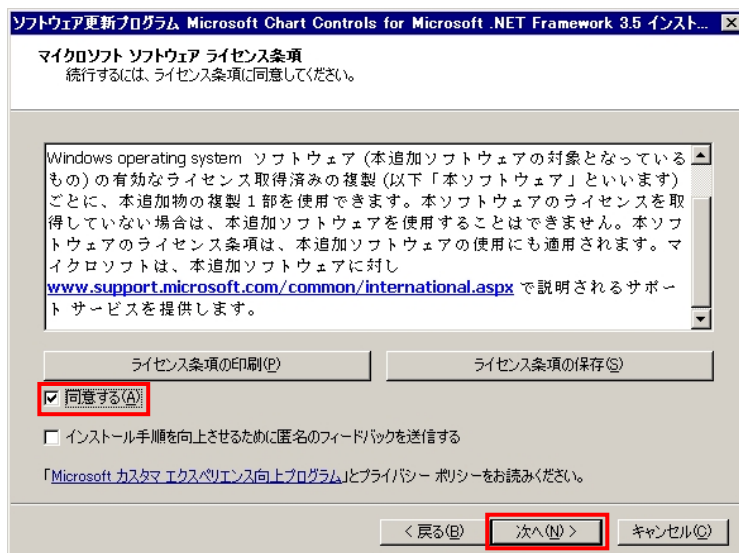 ソフトウェア更新プログラム Microsoft Chart Controls for Microsoft .NET Framework 3.5 インスト...
マイクロソフト ソフトウェア ライセンス条項
続行するには、ライセンス条項に同意してください。
Windows operating system ソフトウェア (本追加ソフトウェアの対象となっている
もの) の有効なライセンス取得済みの複製 (以下「本ソフトウェア」といいます)
ごとに、本追加物の複製 1 部を使用できます。本ソフトウェアのライセンスを取
得していない場合は、本追加ソフトウェアを使用することはできません。本ソフ
トウェアのライセンス条項は、本追加ソフトウェアの使用にも適用されます。マ
イクロソフトは、本追加ソフトウェアに対し
www.support.microsoft.com/common/international.aspx で説明されるサポー
ト サービスを提供します。
ライセンス条項の印刷(P)
ライセンス条項の保存(S)
同意する(A)
インストール手順を向上させるために匿名のフィードバックを送信する
「Microsoft カスタマ エクスペリエンス向上プログラム」とプライバシー ポリシーをお読みください。
< 戻る(B)
次へ(N) >
キャンセル(C)